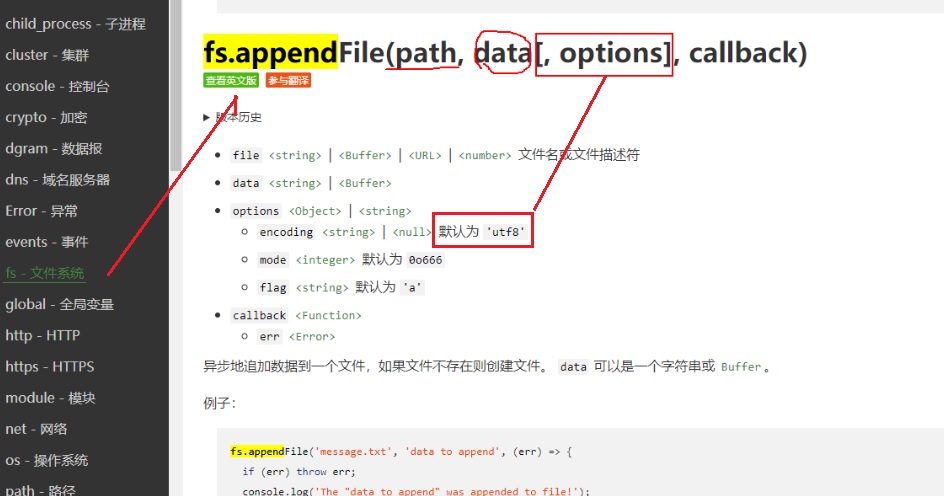 child_process - 子进程
cluster - 集群
console - 控制台
crypto - 加密
dgram - 数据报
dns - 域名服务器
Error - 异常
events - 事件
fs - 文件系统
global - 全局变量
http - HTTP
https - HTTPS
module - 模块
net - 网络
os - 操作系统
path - 路径
fs.appendFile(path, data[, options], callback)
查看英文版 参与翻译
▶ 版本历史
• file <string> | <Buffer> | <URL> | <number> 文件名或文件描述符
• data <string> | <Buffer>
• options <Object> | <string>
○ encoding <string> | <null> 默认为 'utf8'
○ mode <integer> 默认为 0o666
○ flag <string> 默认为 'a'
• callback <Function>
○ err <Error>
异步地追加数据到一个文件，如果文件不存在则创建文件。 data 可以是一个字符串或 Buffer。
例子：
fs.appendFile('message.txt', 'data to append', (err) => {
if (err) throw err;
console.log('The "data to append" was appended to file!');